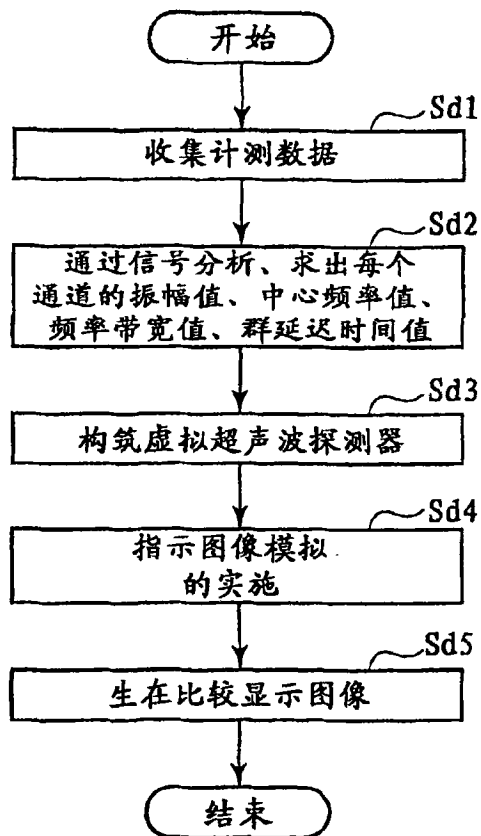 开始
Sd1
收集计测数据
Sd2
通过信号分析、求出每个
通道的振幅值、中心频率值、
频率带宽值、群延迟时间值
Sd3
构筑虚拟超声波探测器
Sd4
指示图像模拟
的实施
Sd5
生在比较显示图像
结束